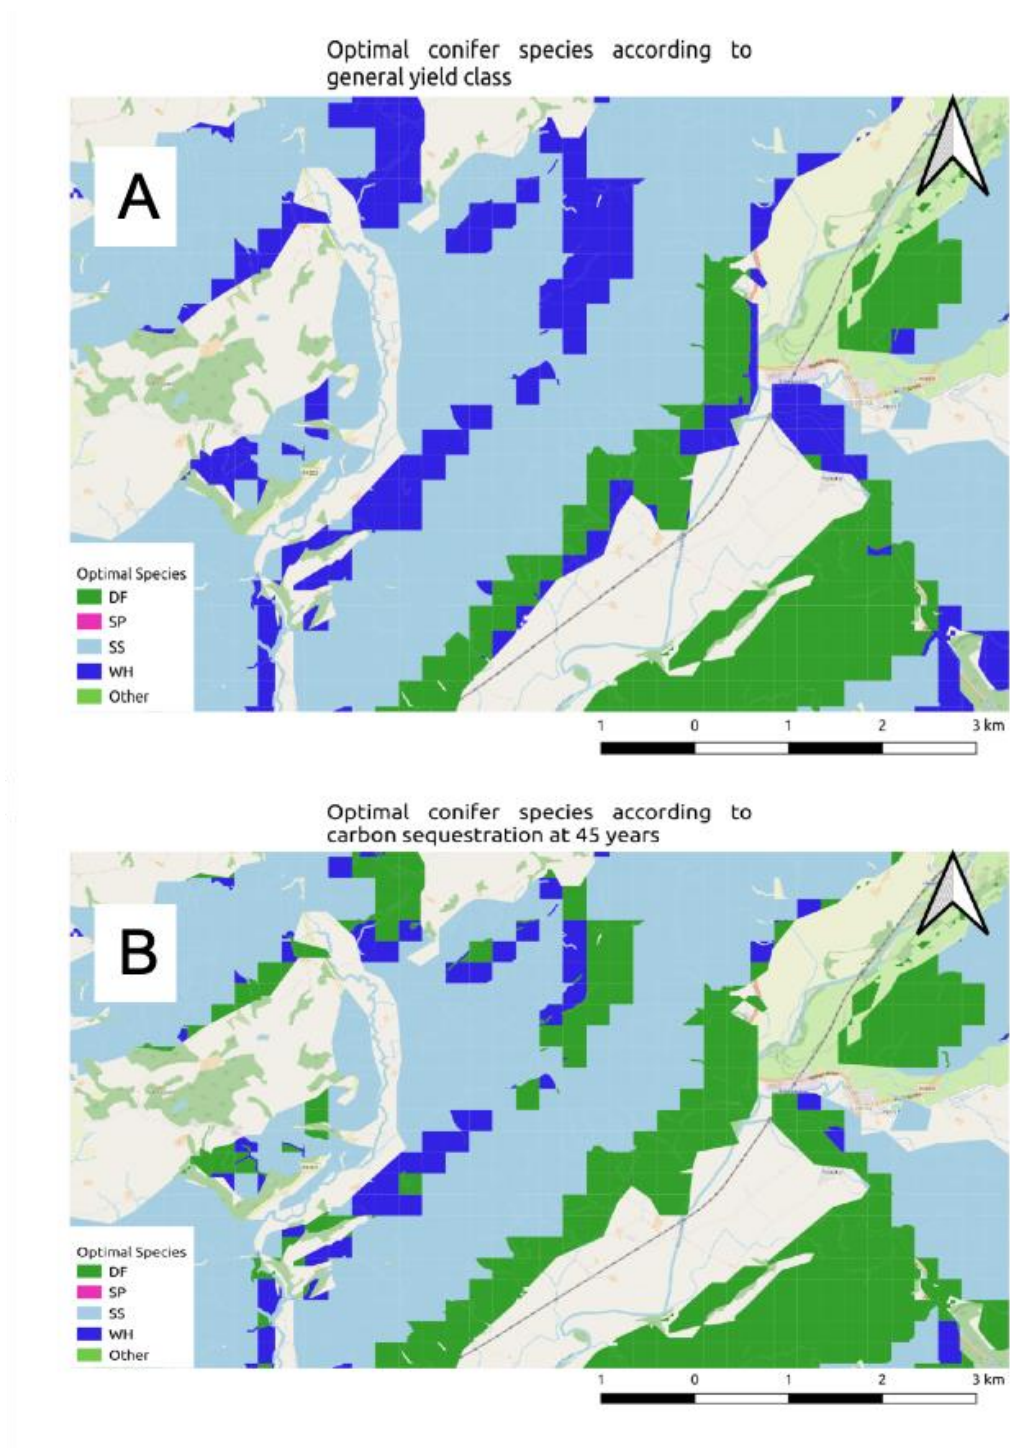 Optimal conifer species according to
general yield class
A
Optimal Species
DF
SP
SS
WH
Other
1 0 1 2 3 km
Optimal conifer species according to
carbon sequestration at 45 years
B
Optimal Species
DF
SP
SS
WH
Other
1 0 1 2 3 km